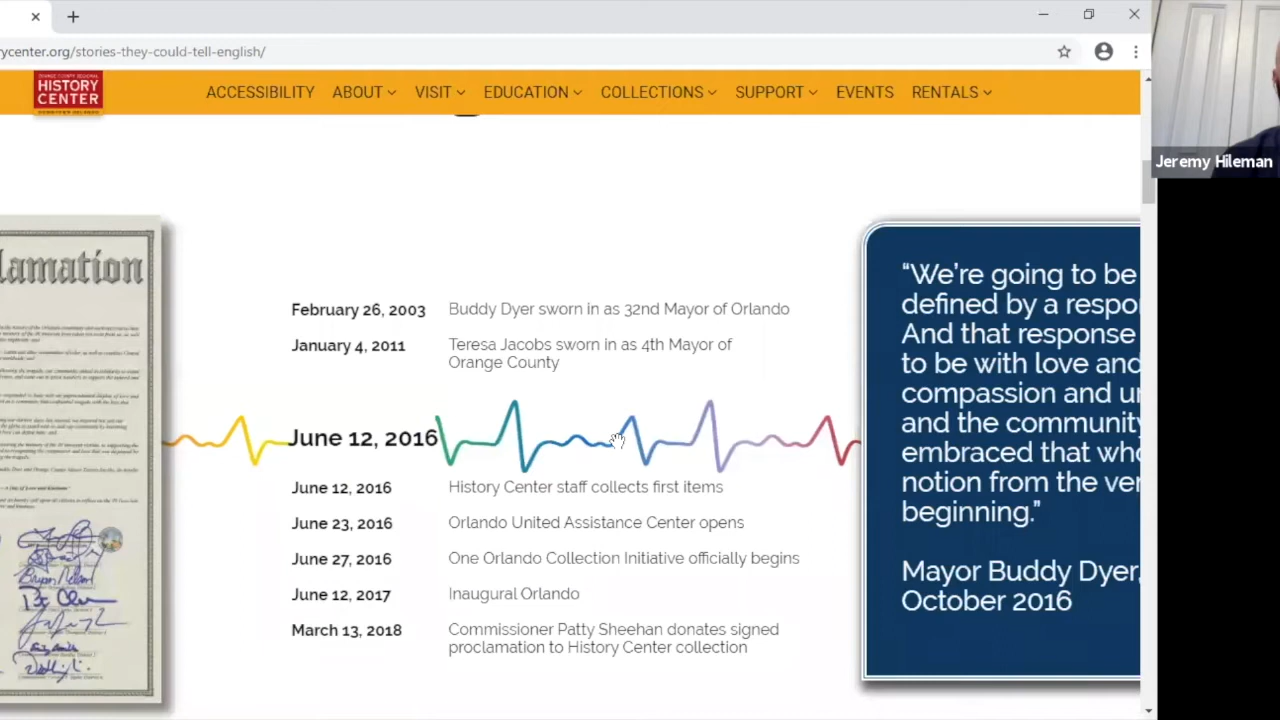 ycenter.org/stories-they-could-tell-english/
HISTORY
CENTER
ACCESSIBILITY ABOUT VISIT EDUCATION COLLECTIONS SUPPORT EVENTS RENTALS
Jeremy Hileman
lamation
February 26, 2003 Buddy Dyer sworn in as 32nd Mayor of Orlando
January 4, 2011 Teresa Jacobs sworn in as 4th Mayor of
Orange County
June 12, 2016
June 12, 2016 History Center staff collects first items
June 23, 2016 Orlando United Assistance Center opens
June 27, 2016 One Orlando Collection Initiative officially begins
June 12, 2017 Inaugural Orlando
March 13, 2018 Commissioner Patty Sheehan donates signed
proclamation to History Center collection
“We’re going to be
defined by a respo
And that response
to be with love and
compassion and u
and the community
embraced that who
notion from the ver
beginning.”
Mayor Buddy Dyer,
October 2016